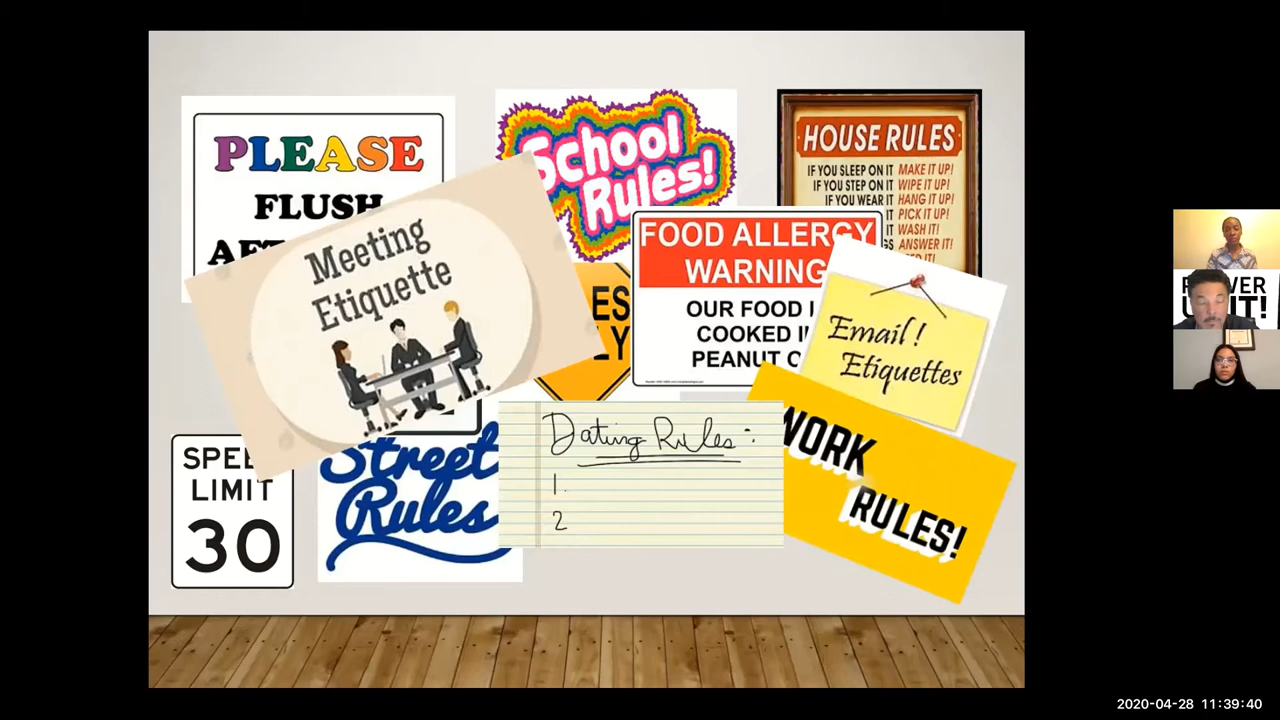 PLEASE
FLUSH
School
Rules!
HOUSE RULES
IF YOU SLEEP ON IT MAKE IT UP!
IF YOU STEP ON IT WIPE IT UP!
IF YOU WEAR IT HANG IT UP!
IT PICK IT UP!
IT WASH IT!
ANSWER IT!
Meeting
Etiquette
FOOD ALLERGY
WARNING
OUR FOOD
COOKED
PEANUT
Email!
Etiquettes
SPEE
LIMIT
30
Street
Rules
Dating Rules:
1.
2
WORK
RULES!
2020-04-28 11:39:40